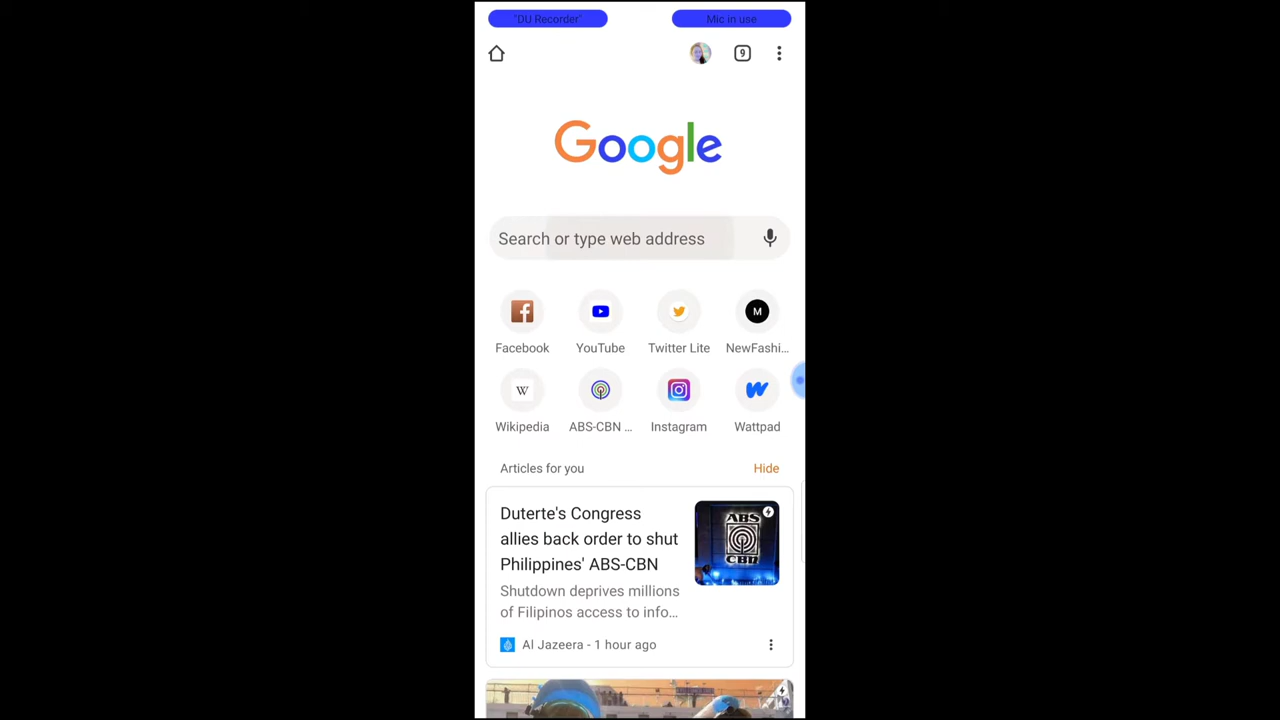 "DU Recorder"
Mic in use
9
Google
Search or type web address
M
Facebook
YouTube
Twitter Lite
NewFashi...
W
Wikipedia
ABS-CBN ...
Instagram
Wattpad
Articles for you
Hide
Duterte's Congress
allies back order to shut
Philippines' ABS-CBN
ABS
CBN
Shutdown deprives millions
of Filipinos access to info...
Al Jazeera - 1 hour ago